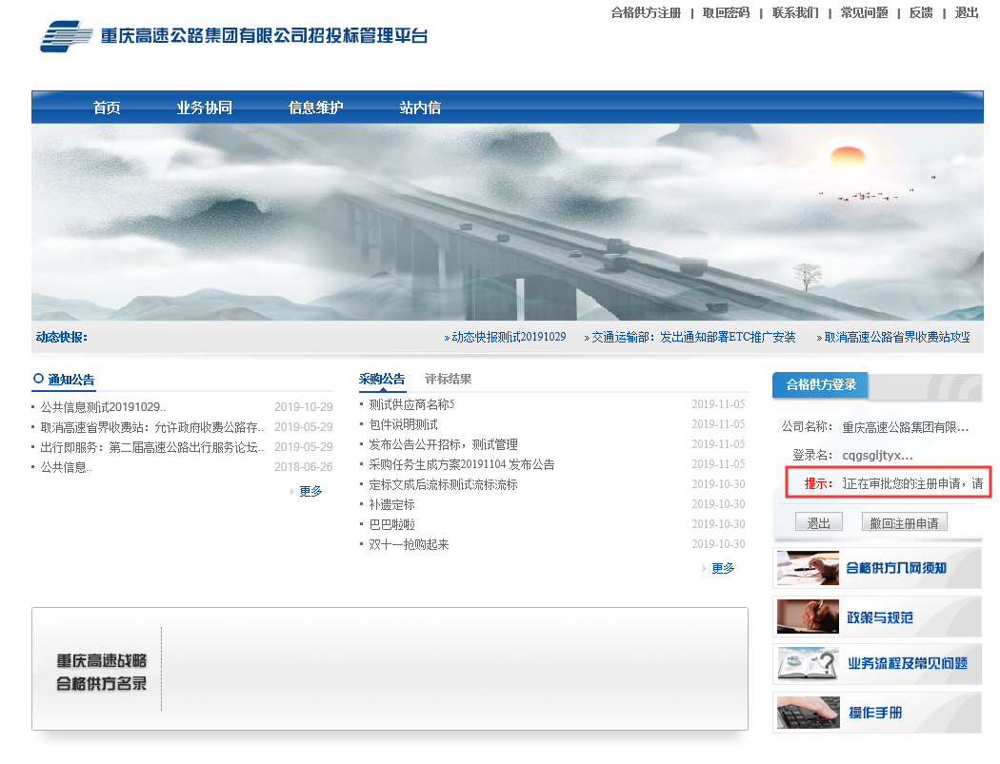 合格供方注册 | 取回密码 | 联系我们 | 常见问题 | 反馈 | 退出
重庆高速公路集团有限公司招投标管理平台
首页 业务协同 信息维护 站内信
动态快报： » 动态快报测试20191029 » 交通运输部：发出通知部署ETC推广安装 » 取消高速公路省界收费站攻坚
通知公告
公共信息测试20191029.. 2019-10-29
取消高速省界收费站：允许政府收费公路存.. 2019-05-29
出行即服务：第二届高速公路出行服务论坛.. 2019-05-29
公共信息.. 2018-06-26
更多
采购公告 评标结果
测试供应商名称5 2019-11-05
包件说明测试 2019-11-05
发布公告公开招标，测试管理 2019-11-05
采购任务生成方案20191104 发布公告 2019-11-05
定标文成后流标测试流标流标 2019-10-30
补遗定标 2019-10-30
巴巴啦啦 2019-10-30
双十一抢购起来 2019-10-30
更多
合格供方登录
公司名称： 重庆高速公路集团有限...
登录名： cqgsgljtyx...
提示： 正在审批您的注册申请，请
退出 撤回注册申请
合格供方入网须知
政策与规范
业务流程及常见问题
操作手册
重庆高速战略
合格供方名录